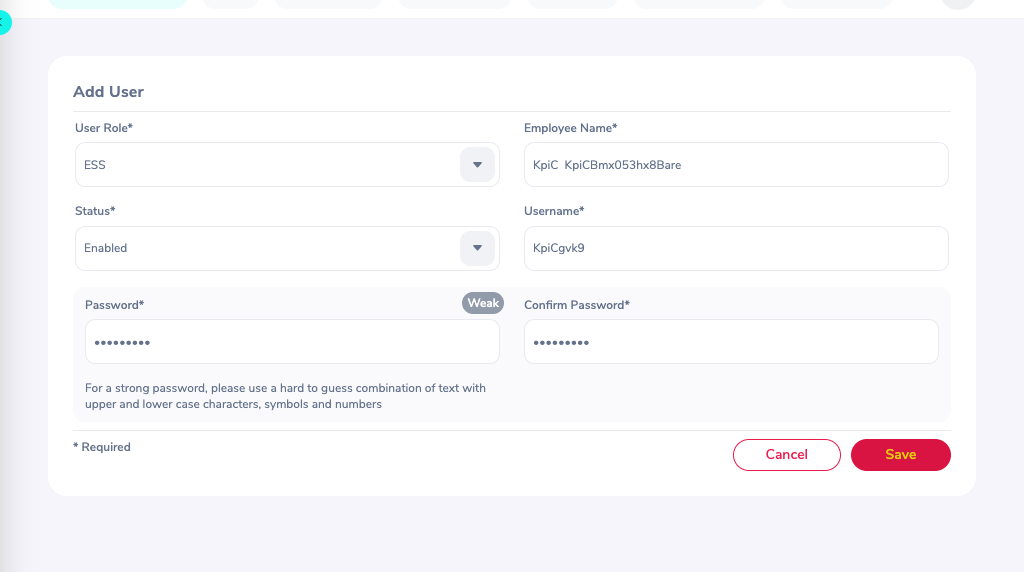 Add User
User Role*
Employee Name*
ESS
KpiC  KpiCBmx053hx8Bare
Status*
Username*
Enabled
KpiCgvk9
Password*
Weak
Confirm Password*
•••••••••
•••••••••
For a strong password, please use a hard to guess combination of text with
upper and lower case characters, symbols and numbers
* Required
Cancel
Save